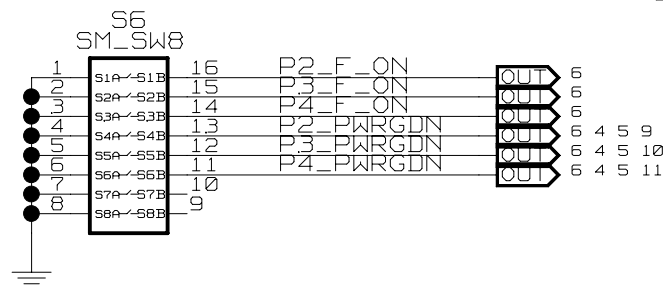 S6
SM_SW8
1 S1A S1B 16 P2_F_ON OUT 6
2 S2A S2B 15 P3_F_ON OUT 6
3 S3A S3B 14 P4_F_ON OUT 6
4 S4A S4B 13 P2_PWRGDN OUT 6 4 5 9
5 S5A S5B 12 P3_PWRGDN OUT 6 4 5 10
6 S6A S6B 11 P4_PWRGDN OUT 6 4 5 11
7 S7A S7B 10
8 S8A S8B 9